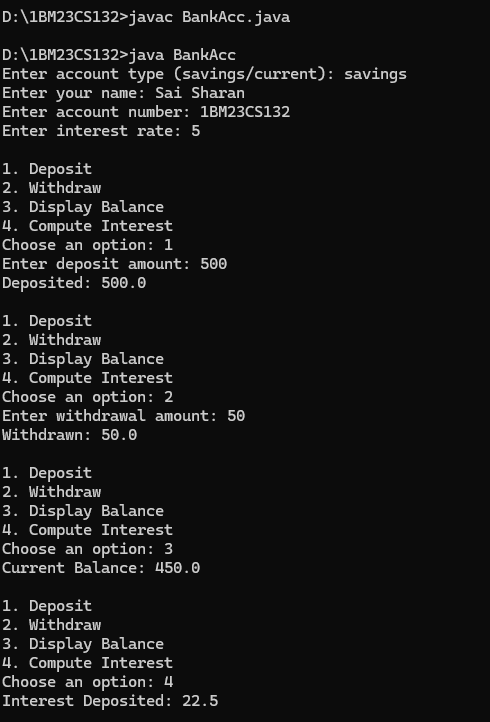 D:\1BM23CS132>javac BankAcc.java
D:\1BM23CS132>java BankAcc
Enter account type (savings/current): savings
Enter your name: Sai Sharan
Enter account number: 1BM23CS132
Enter interest rate: 5
1. Deposit
2. Withdraw
3. Display Balance
4. Compute Interest
Choose an option: 1
Enter deposit amount: 500
Deposited: 500.0
1. Deposit
2. Withdraw
3. Display Balance
4. Compute Interest
Choose an option: 2
Enter withdrawal amount: 50
Withdrawn: 50.0
1. Deposit
2. Withdraw
3. Display Balance
4. Compute Interest
Choose an option: 3
Current Balance: 450.0
1. Deposit
2. Withdraw
3. Display Balance
4. Compute Interest
Choose an option: 4
Interest Deposited: 22.5